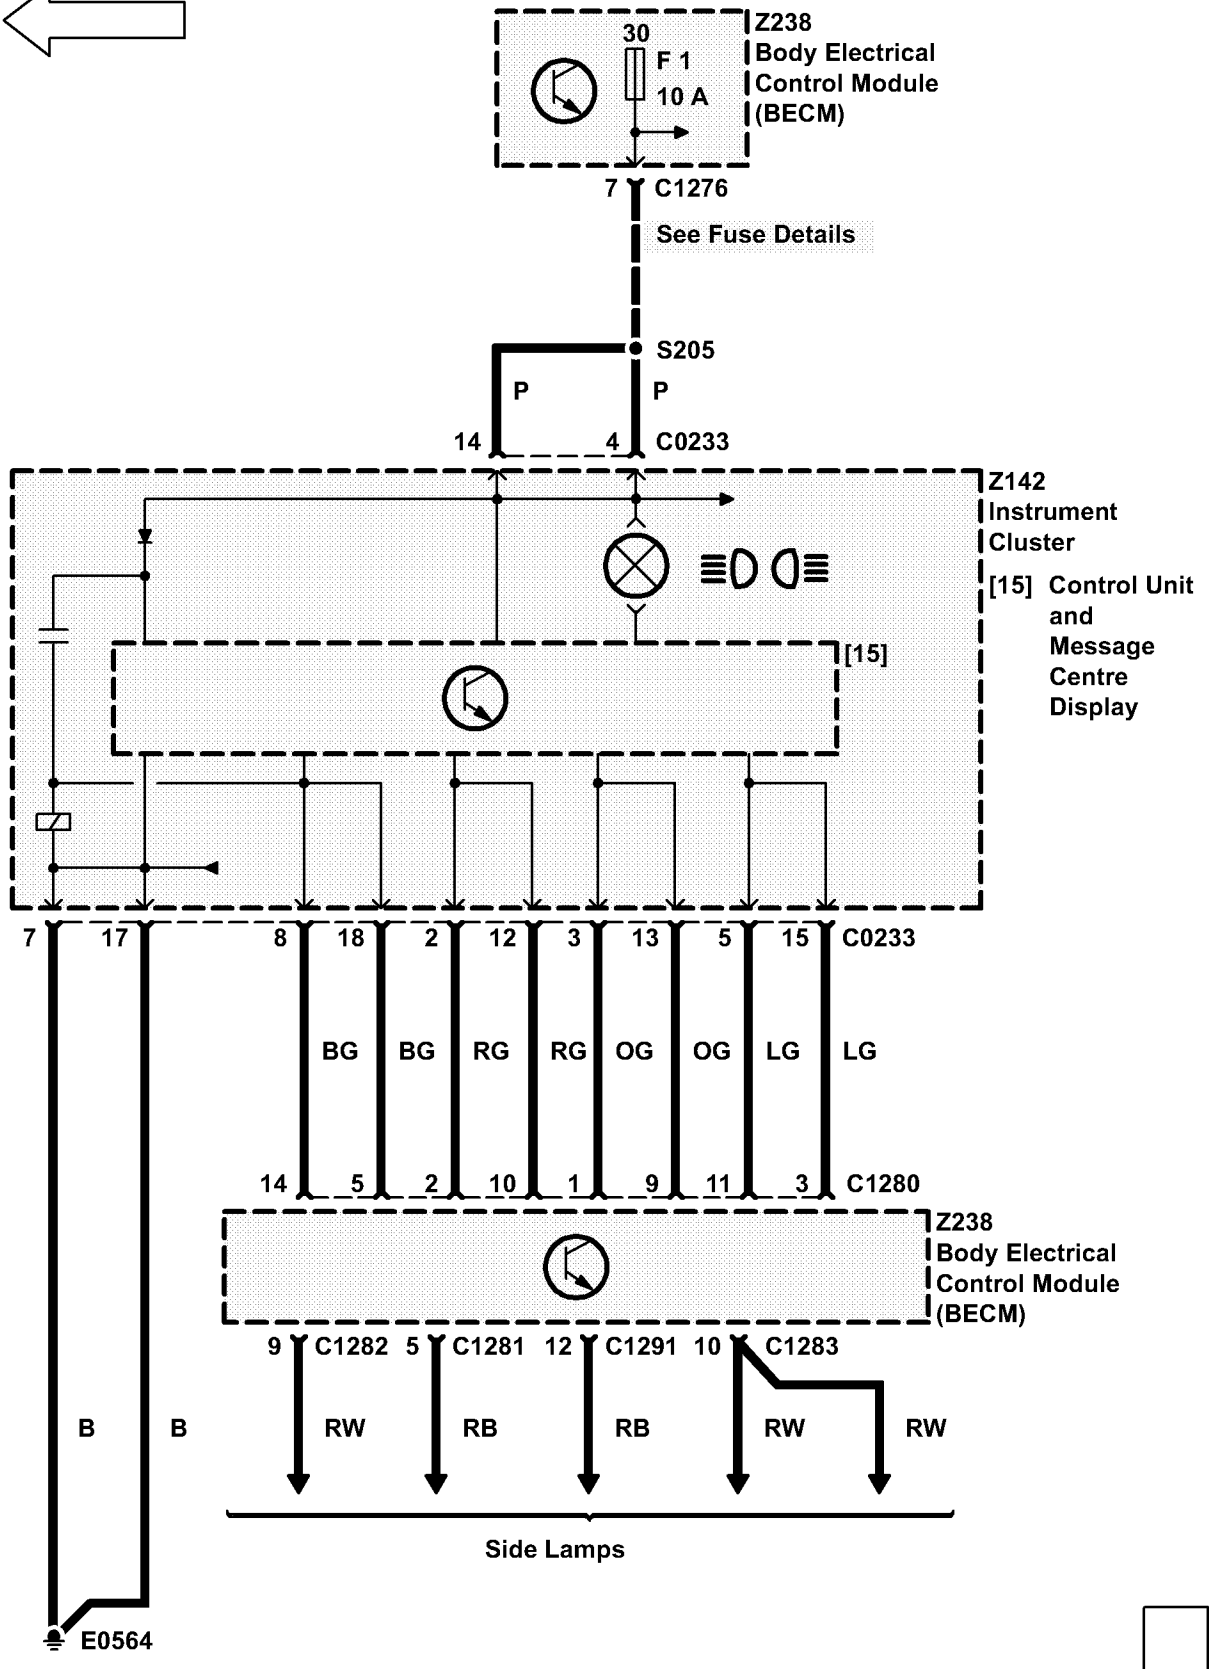 Z238
Body Electrical
Control Module
(BECM)
30
F 1
10 A
7 C1276
See Fuse Details
S205
P P
14 4 C0233
Z142
Instrument
Cluster
[15] Control Unit
and
Message
Centre
Display
[15]
7 17 8 18 2 12 3 13 5 15 C0233
BG BG RG RG OG OG LG LG
14 5 2 10 1 9 11 3 C1280
Z238
Body Electrical
Control Module
(BECM)
9 C1282 5 C1281 12 C1291 10 C1283
B B RW RB RB RW RW
Side Lamps
E0564